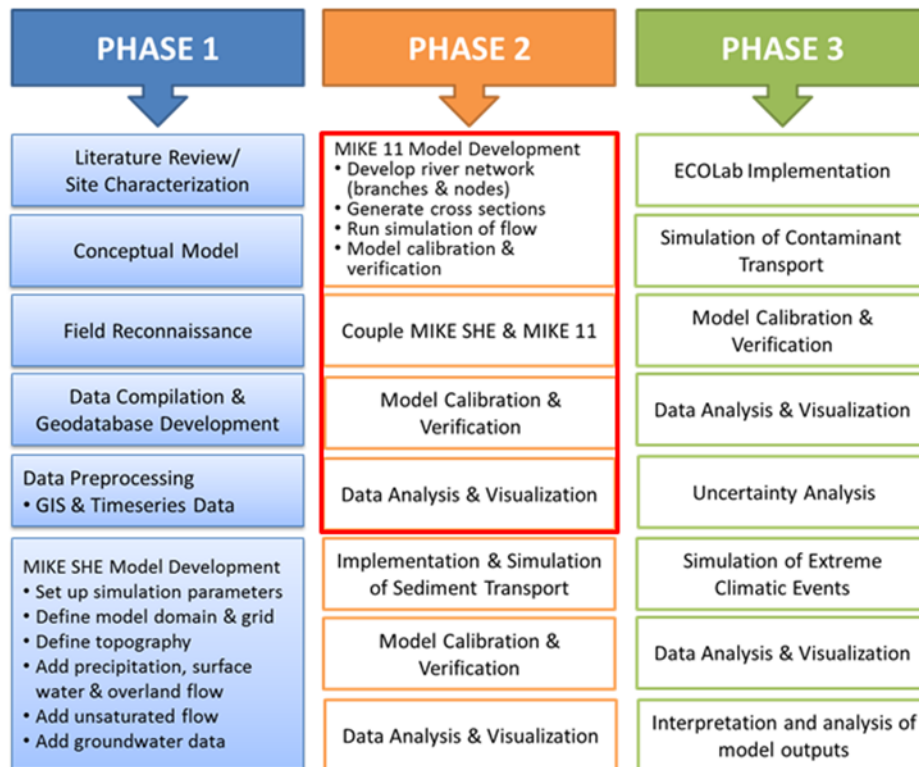 PHASE 1
Literature Review/
Site Characterization
Conceptual Model
Field Reconnaissance
Data Compilation &
Geodatabase Development
Data Preprocessing
• GIS & Timeseries Data
MIKE SHE Model Development
• Set up simulation parameters
• Define model domain & grid
• Define topography
• Add precipitation, surface
water & overland flow
• Add unsaturated flow
• Add groundwater data
PHASE 2
MIKE 11 Model Development
• Develop river network
(branches & nodes)
• Generate cross sections
• Run simulation of flow
• Model calibration &
verification
Couple MIKE SHE & MIKE 11
Model Calibration &
Verification
Data Analysis & Visualization
Implementation & Simulation
of Sediment Transport
Model Calibration &
Verification
Data Analysis & Visualization
PHASE 3
ECOLab Implementation
Simulation of Contaminant
Transport
Model Calibration &
Verification
Data Analysis & Visualization
Uncertainty Analysis
Simulation of Extreme
Climatic Events
Data Analysis & Visualization
Interpretation and analysis of
model outputs